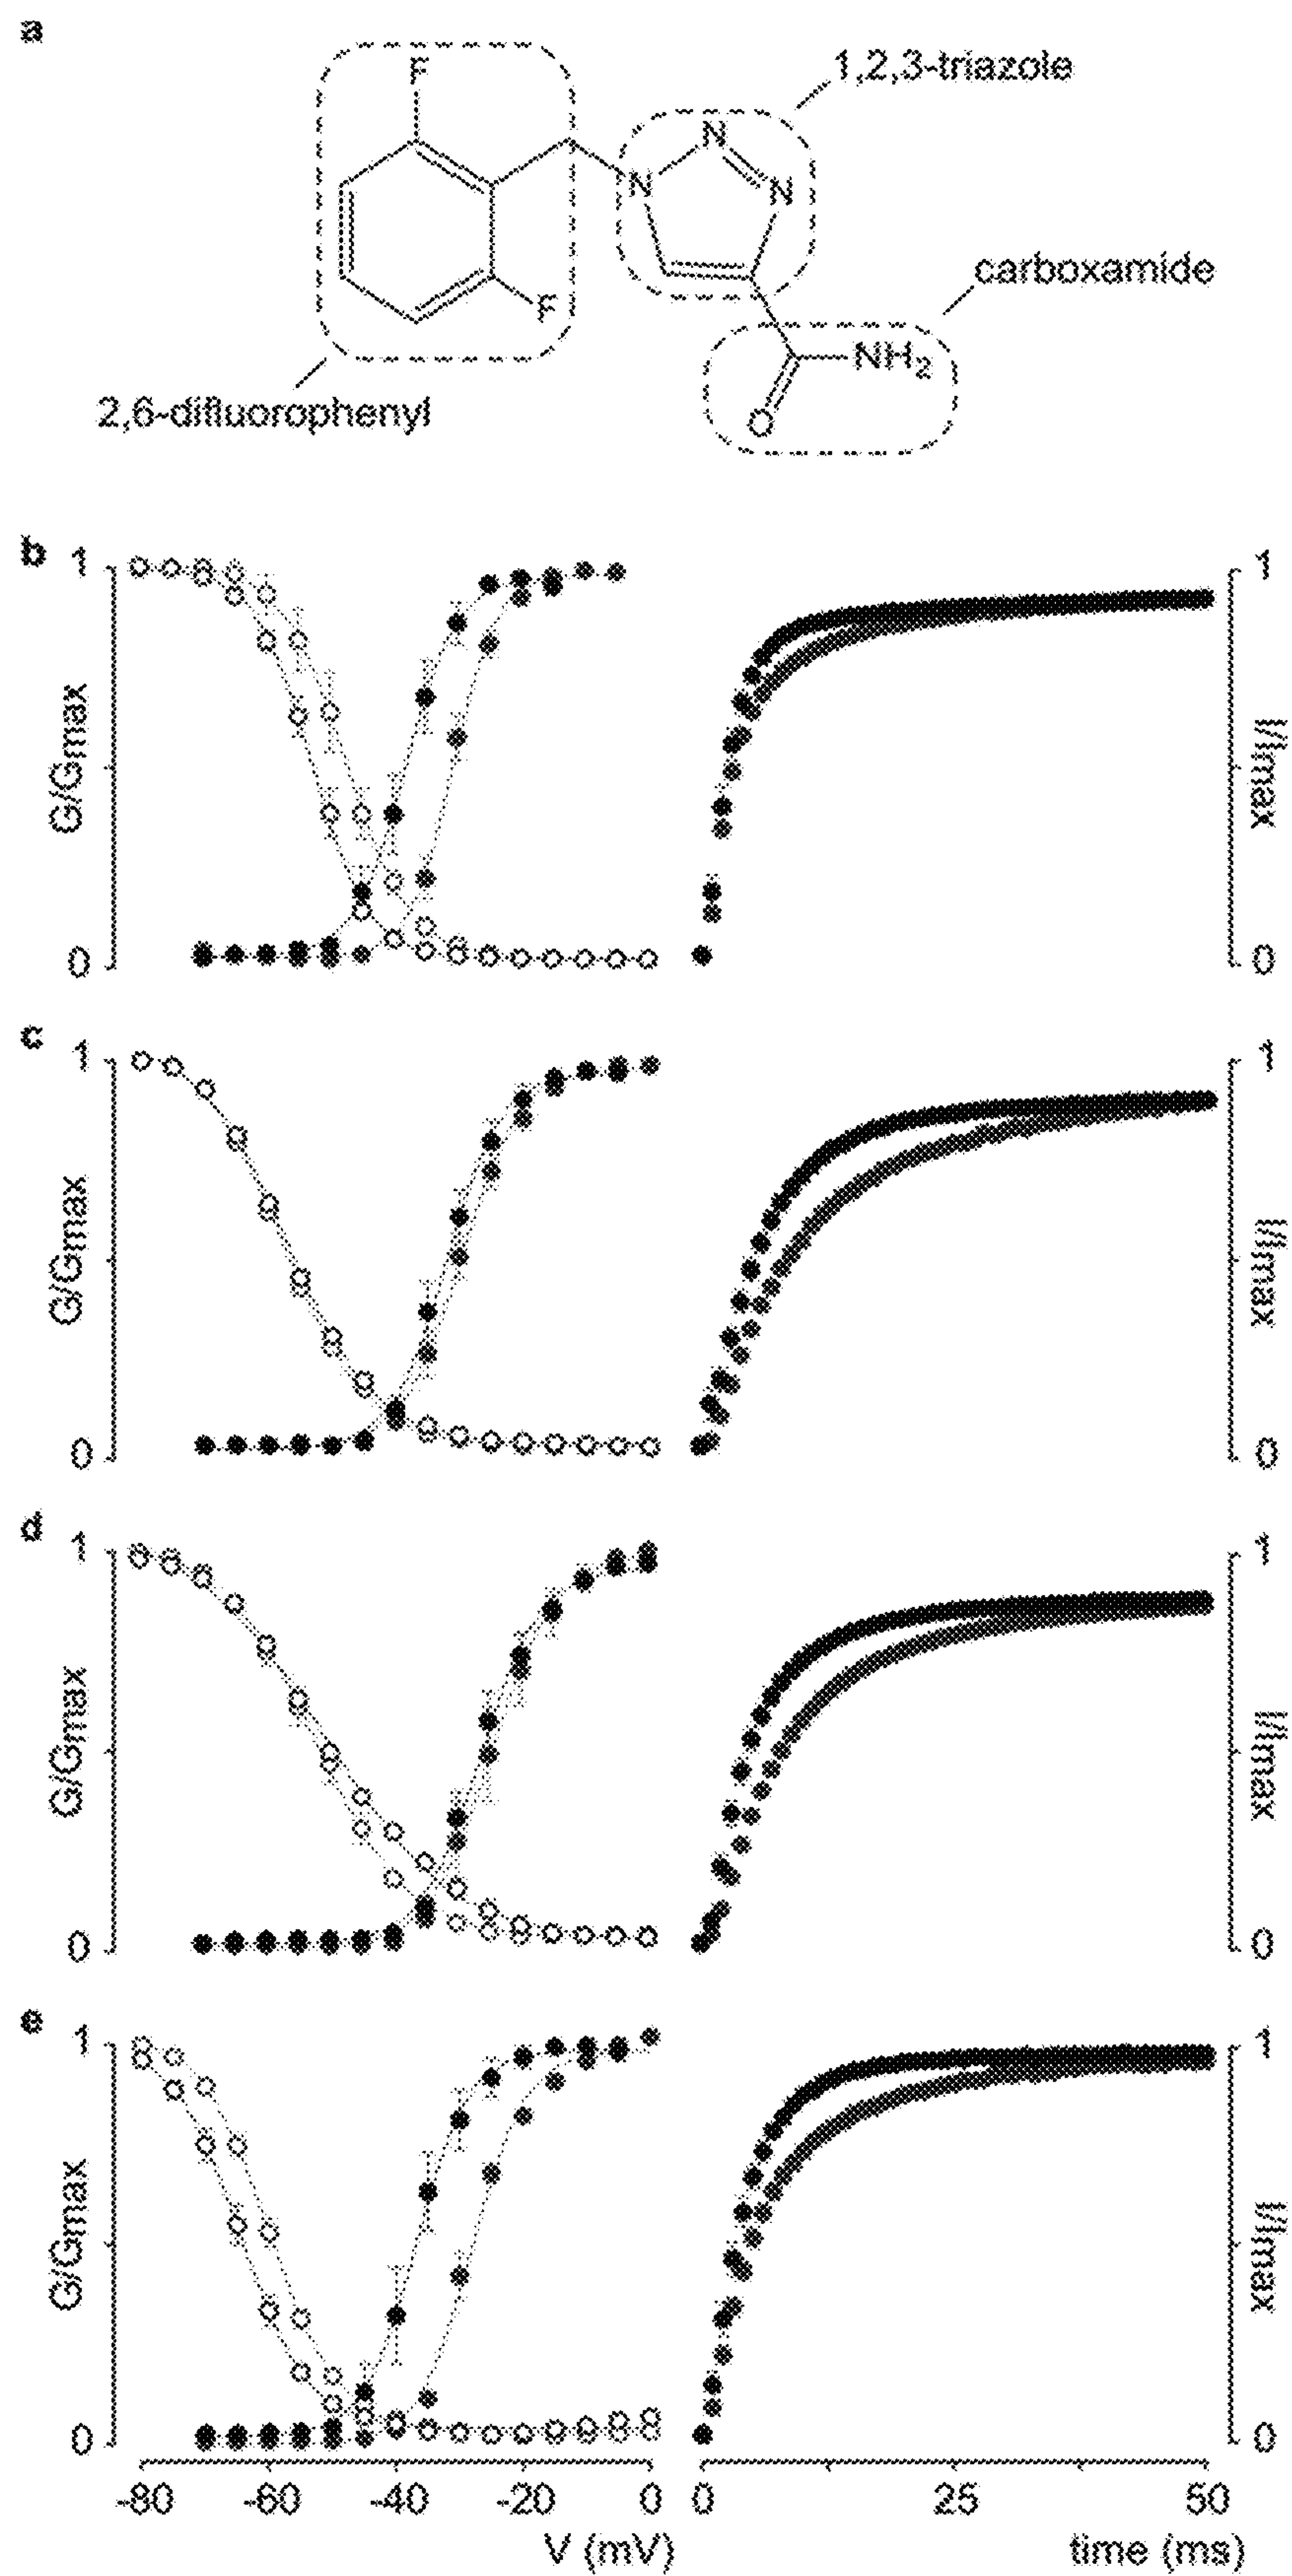 a
F
1,2,3-triazole
N
N
N
carboxamide
F
NH2
O
2,6-difluorophenyl
b
1
1
G/Gmax
I/Imax
0
0
c
1
1
G/Gmax
I/Imax
0
0
d
1
1
G/Gmax
I/Imax
0
0
e
1
1
G/Gmax
I/Imax
0
0
-80 -60 -40 -20 0 0 25 50
V (mV) time (ms)